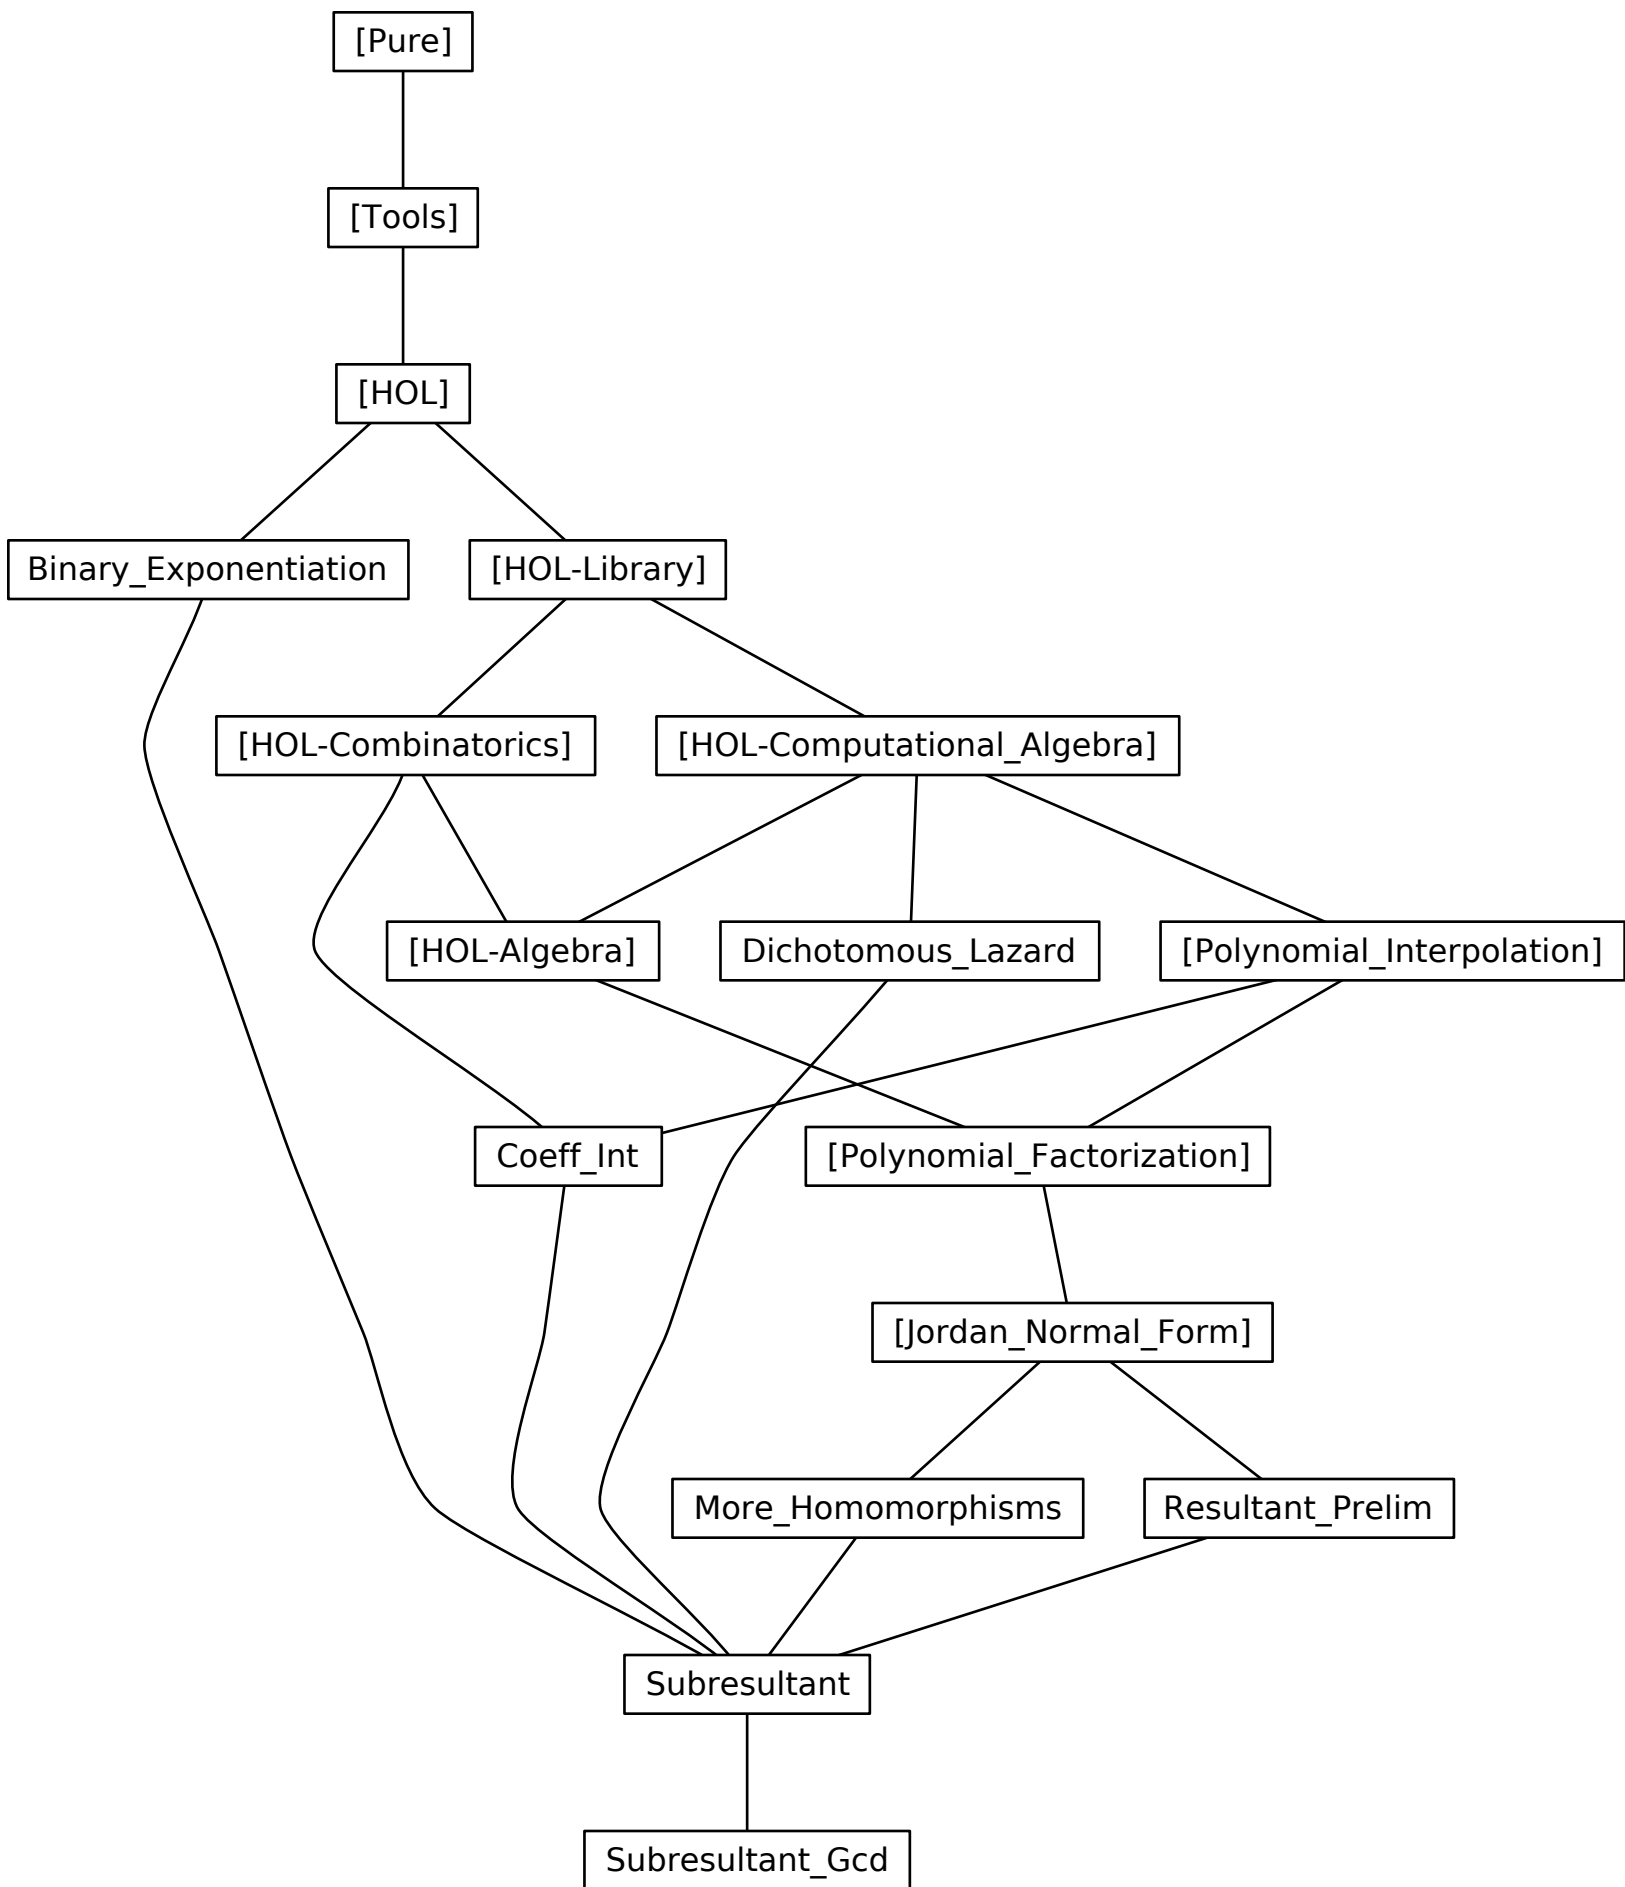 [Pure]
[Tools]
[HOL]
Binary_Exponentiation
[HOL-Library]
[HOL-Combinatorics]
[HOL-Computational_Algebra]
[HOL-Algebra]
Dichotomous_Lazard
[Polynomial_Interpolation]
Coeff_Int
[Polynomial_Factorization]
[Jordan_Normal_Form]
More_Homomorphisms
Resultant_Prelim
Subresultant
Subresultant_Gcd